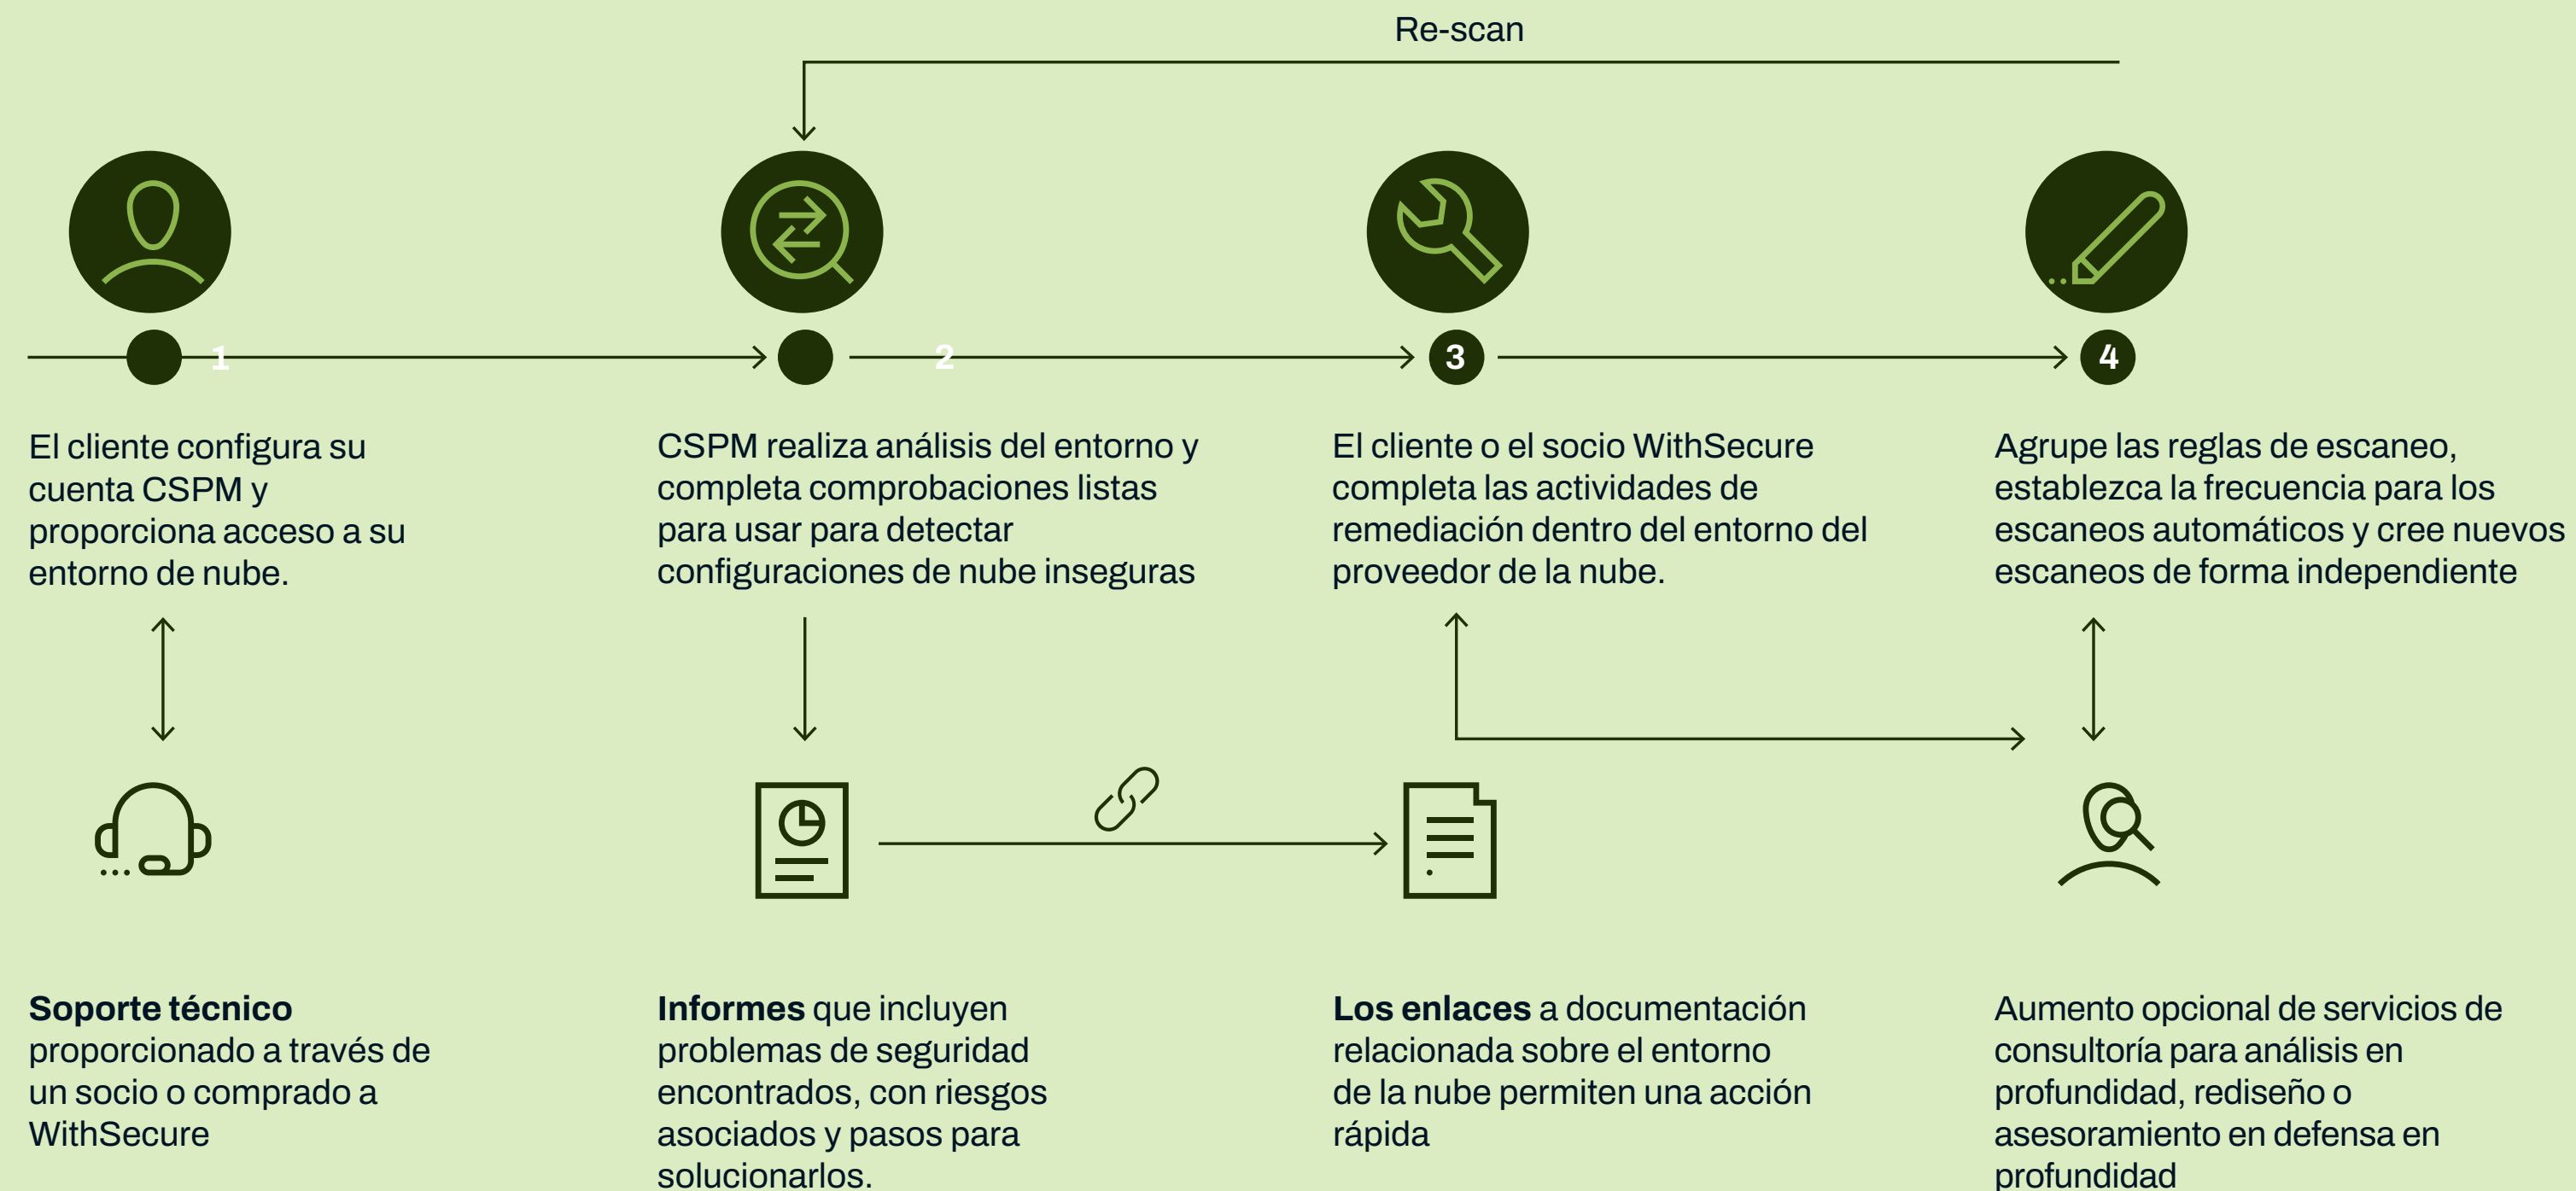 Re-scan
1
2
3
4
El cliente configura su
cuenta CSPM y
proporciona acceso a su
entorno de nube.
CSPM realiza análisis del entorno y
completa comprobaciones listas
para usar para detectar
configuraciones de nube inseguras
El cliente o el socio WithSecure
completa las actividades de
remediación dentro del entorno del
proveedor de la nube.
Agrupe las reglas de escaneo,
establezca la frecuencia para los
escaneos automáticos y cree nuevos
escaneos de forma independiente
Soporte técnico
proporcionado a través de
un socio o comprado a
WithSecure
Informes que incluyen
problemas de seguridad
encontrados, con riesgos
asociados y pasos para
solucionarlos.
Los enlaces a documentación
relacionada sobre el entorno
de la nube permiten una acción
rápida
Aumento opcional de servicios de
consultoría para análisis en
profundidad, rediseño o
asesoramiento en defensa en
profundidad